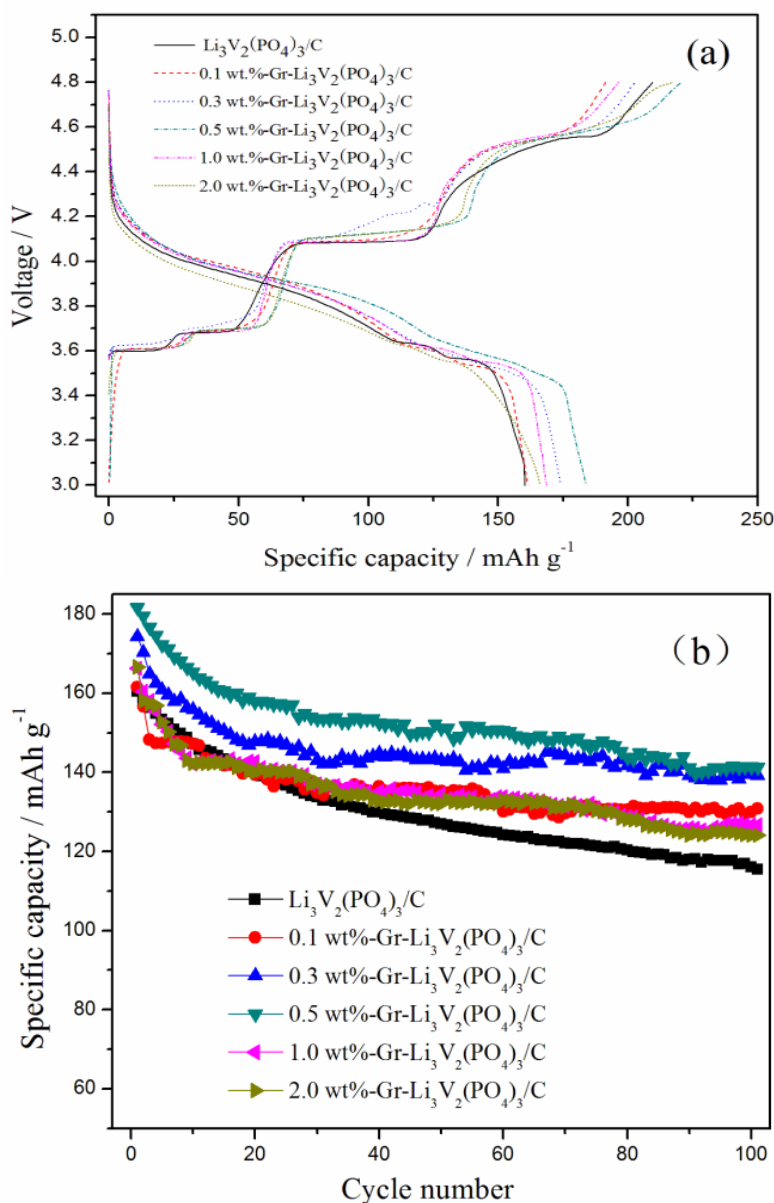 (a)
Li₃V₂(PO₄)₃/C
0.1 wt.%-Gr-Li₃V₂(PO₄)₃/C
0.3 wt.%-Gr-Li₃V₂(PO₄)₃/C
0.5 wt.%-Gr-Li₃V₂(PO₄)₃/C
1.0 wt.%-Gr-Li₃V₂(PO₄)₃/C
2.0 wt.%-Gr-Li₃V₂(PO₄)₃/C
Voltage / V
5.0
4.8
4.6
4.4
4.2
4.0
3.8
3.6
3.4
3.2
3.0
0 50 100 150 200 250
Specific capacity / mAh g⁻¹
(b)
Specific capacity / mAh g⁻¹
180
160
140
120
100
80
60
Li₃V₂(PO₄)₃/C
0.1 wt%-Gr-Li₃V₂(PO₄)₃/C
0.3 wt%-Gr-Li₃V₂(PO₄)₃/C
0.5 wt%-Gr-Li₃V₂(PO₄)₃/C
1.0 wt%-Gr-Li₃V₂(PO₄)₃/C
2.0 wt%-Gr-Li₃V₂(PO₄)₃/C
0 20 40 60 80 100
Cycle number